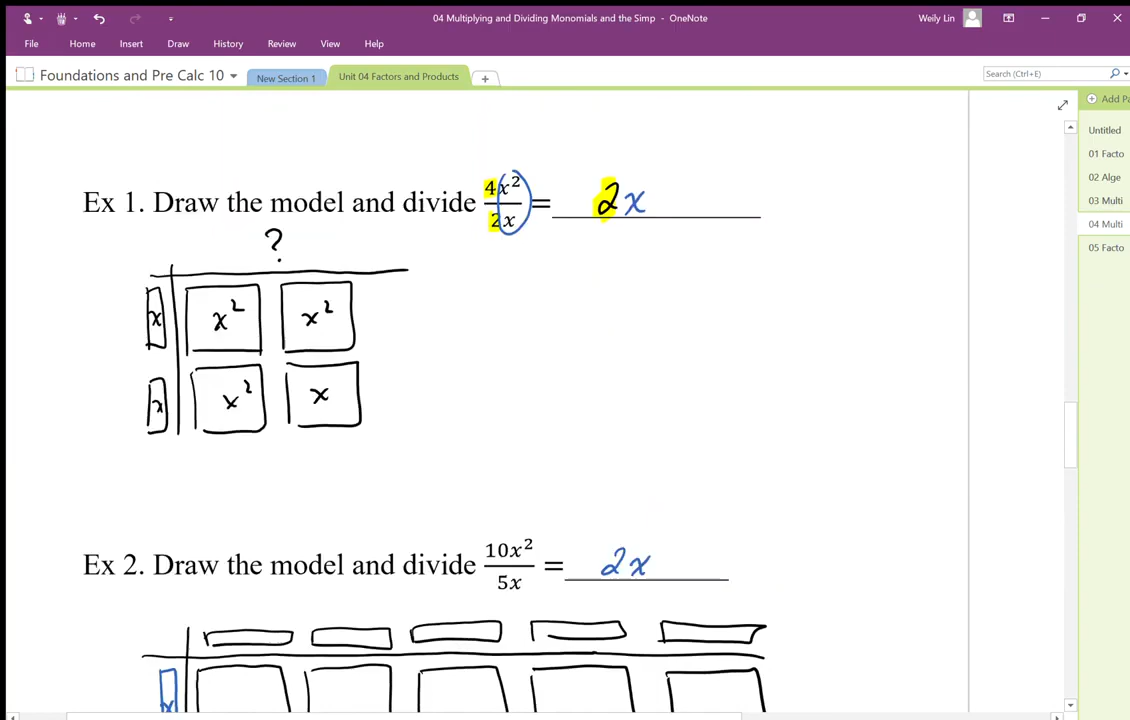 04 Multiplying and Dividing Monomials and the Simp - OneNote
Weily Lin
File Home Insert Draw History Review View Help
Foundations and Pre Calc 10 New Section 1 Unit 04 Factors and Products + Search (Ctrl+E)
Add Pa
Untitled
01 Facto
02 Alge
03 Multi
04 Multi
05 Facto
Ex 1. Draw the model and divide 4x²/2x = 2x
?
x x² x²
x x² x
Ex 2. Draw the model and divide 10x²/5x = 2x
x